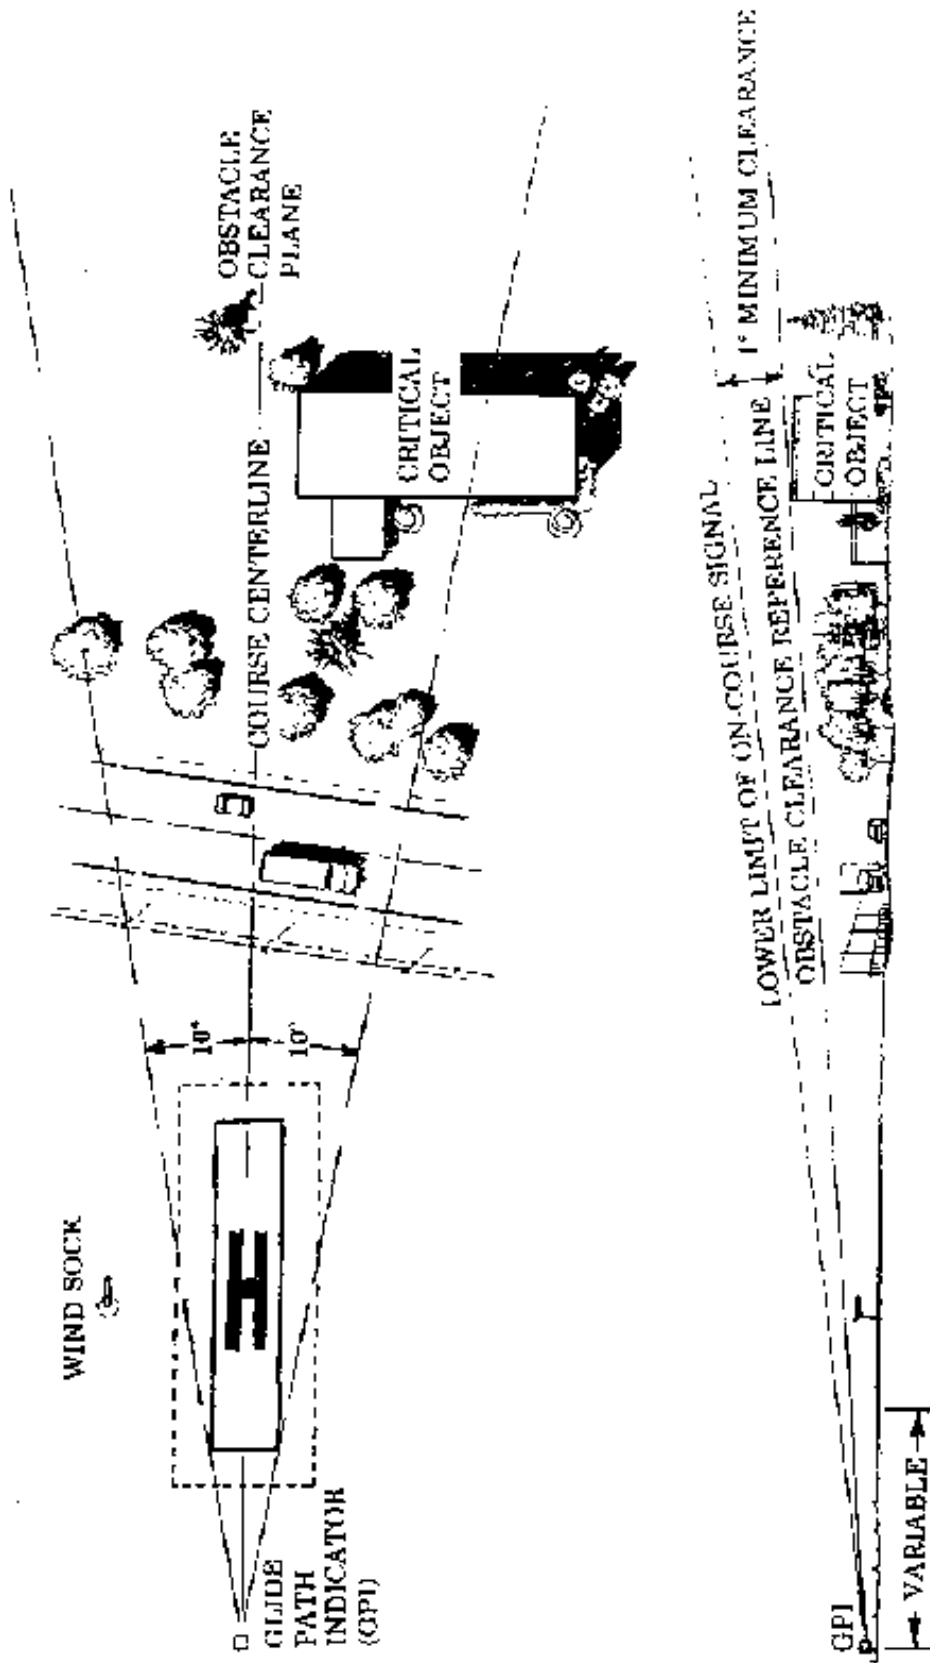 WIND SOCK
GLIDE
PATH
INDICATOR
(GPI)
10°
10°
COURSE CENTERLINE
OBSTACLE
CLEARANCE
PLANE
CRITICAL
OBJECT
GPI
VARIABLE
LOWER LIMIT OF ON-COURSE SIGNAL
OBSTACLE CLEARANCE REFERENCE LINE
1° MINIMUM CLEARANCE
CRITICAL
OBJECT
H